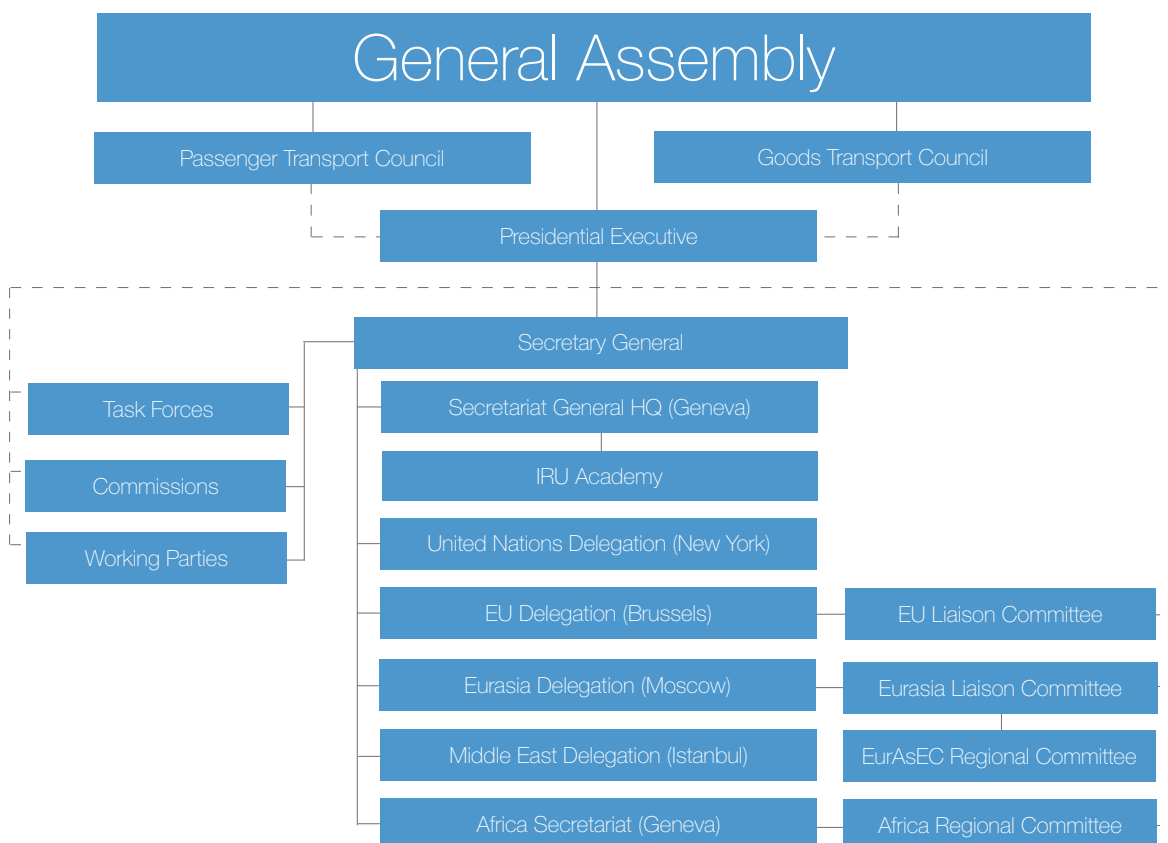 General Assembly
Passenger Transport Council
Goods Transport Council
Presidential Executive
Secretary General
Task Forces
Secretariat General HQ (Geneva)
Commissions
IRU Academy
Working Parties
United Nations Delegation (New York)
EU Delegation (Brussels)
EU Liaison Committee
Eurasia Delegation (Moscow)
Eurasia Liaison Committee
Middle East Delegation (Istanbul)
EurAsEC Regional Committee
Africa Secretariat (Geneva)
Africa Regional Committee